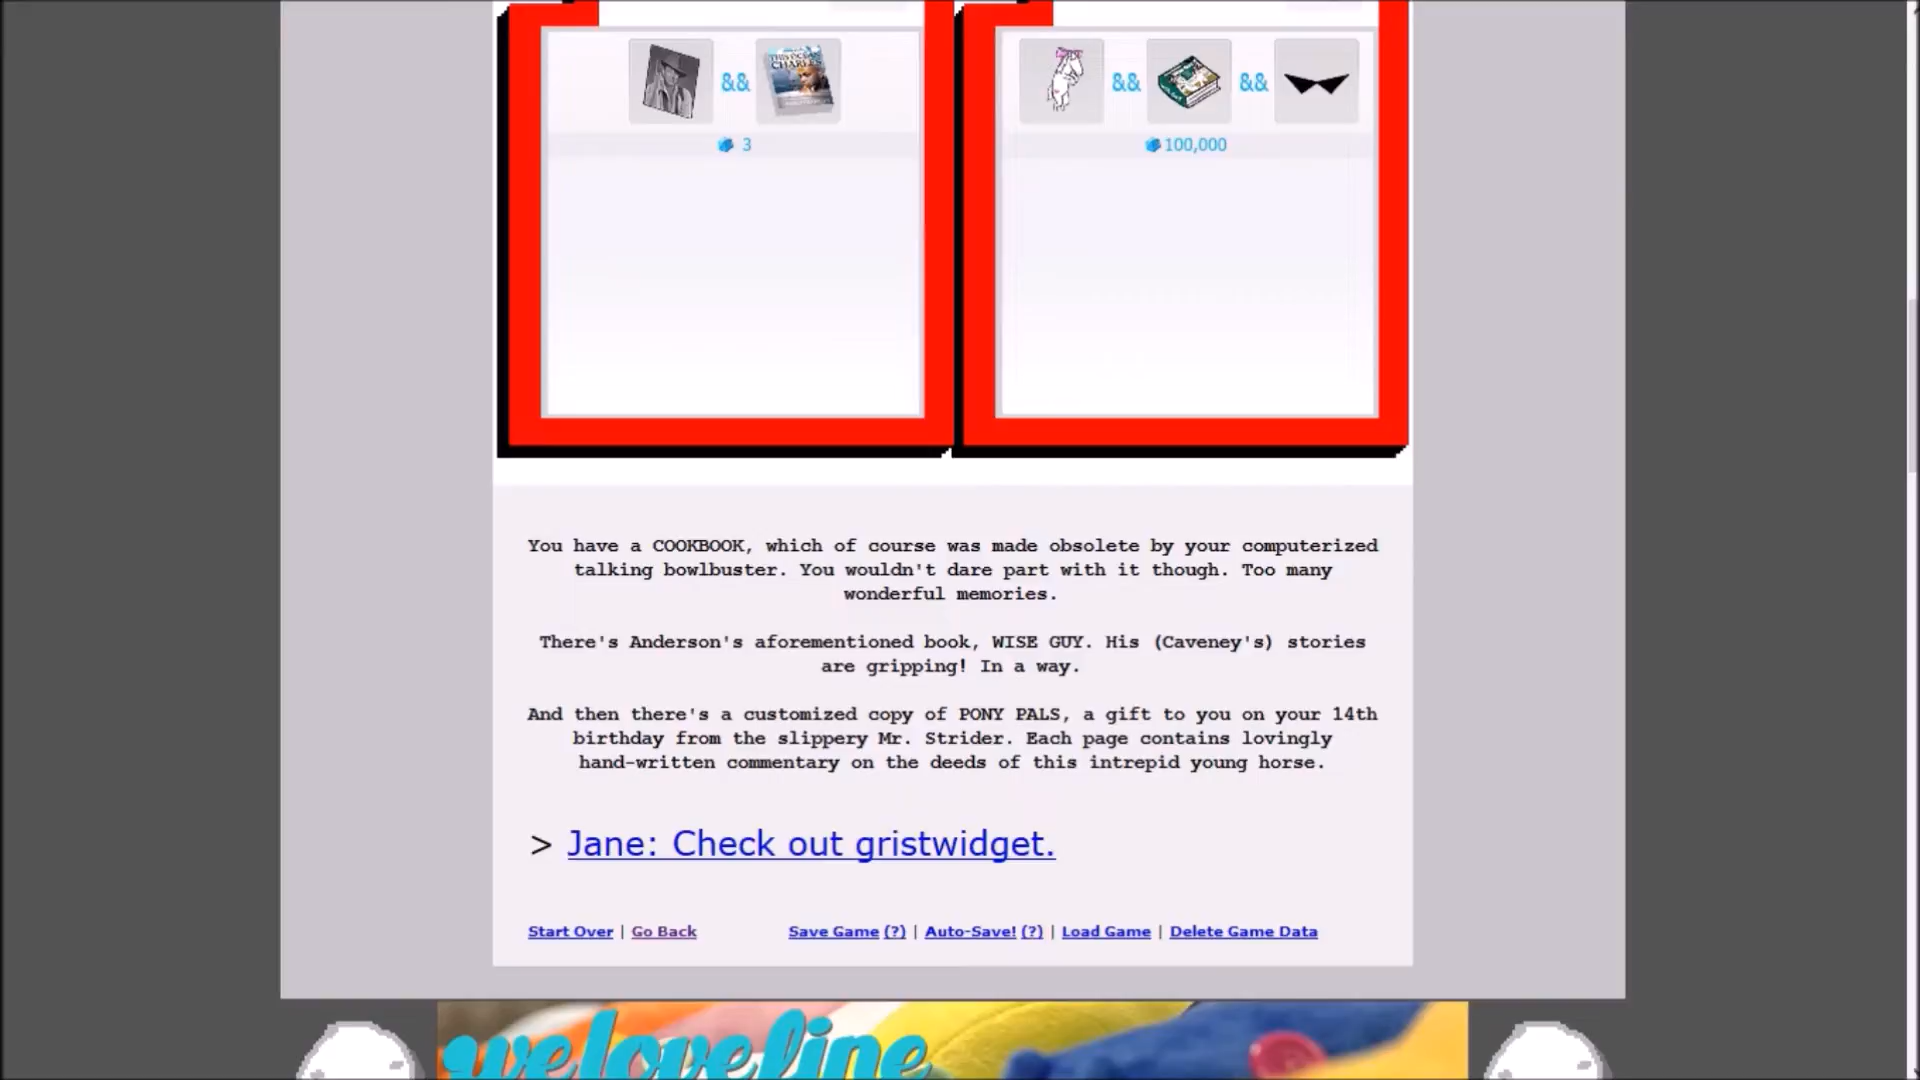 &&
THIS OCEAN
CHARLES
&& &&
3
100,000
You have a COOKBOOK, which of course was made obsolete by your computerized
talking bowlbuster. You wouldn't dare part with it though. Too many
wonderful memories.
There's Anderson's aforementioned book, WISE GUY. His (Caveney's) stories
are gripping! In a way.
And then there's a customized copy of PONY PALS, a gift to you on your 14th
birthday from the slippery Mr. Strider. Each page contains lovingly
hand-written commentary on the deeds of this intrepid young horse.
> Jane: Check out gristwidget.
Start Over | Go Back Save Game (?) | Auto-Save! (?) | Load Game | Delete Game Data
weloveline